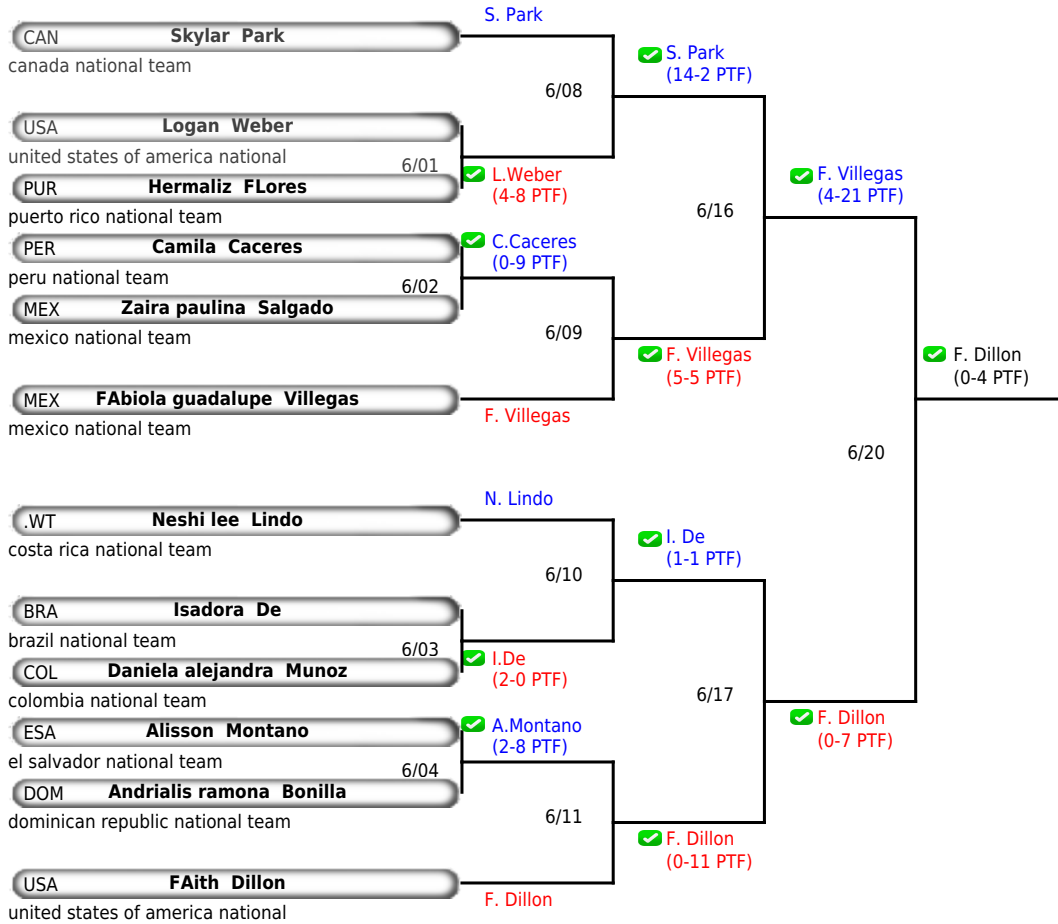 S. Park
CAN Skylar Park
canada national team
S. Park
(14-2 PTF)
6/08
USA Logan Weber
united states of america national
6/01
L.Weber
(4-8 PTF)
PUR Hermaliz FLores
puerto rico national team
F. Villegas
(4-21 PTF)
6/16
PER Camila Caceres
peru national team
C.Caceres
(0-9 PTF)
6/02
MEX Zaira paulina Salgado
mexico national team
6/09
F. Villegas
(5-5 PTF)
F. Dillon
(0-4 PTF)
MEX FAbiola guadalupe Villegas
mexico national team
F. Villegas
6/20
N. Lindo
.WT Neshi lee Lindo
costa rica national team
I. De
(1-1 PTF)
6/10
BRA Isadora De
brazil national team
6/03
I.De
(2-0 PTF)
COL Daniela alejandra Munoz
colombia national team
6/17
F. Dillon
(0-7 PTF)
ESA Alisson Montano
el salvador national team
A.Montano
(2-8 PTF)
6/04
DOM Andrialis ramona Bonilla
dominican republic national team
6/11
F. Dillon
(0-11 PTF)
USA FAith Dillon
united states of america national
F. Dillon